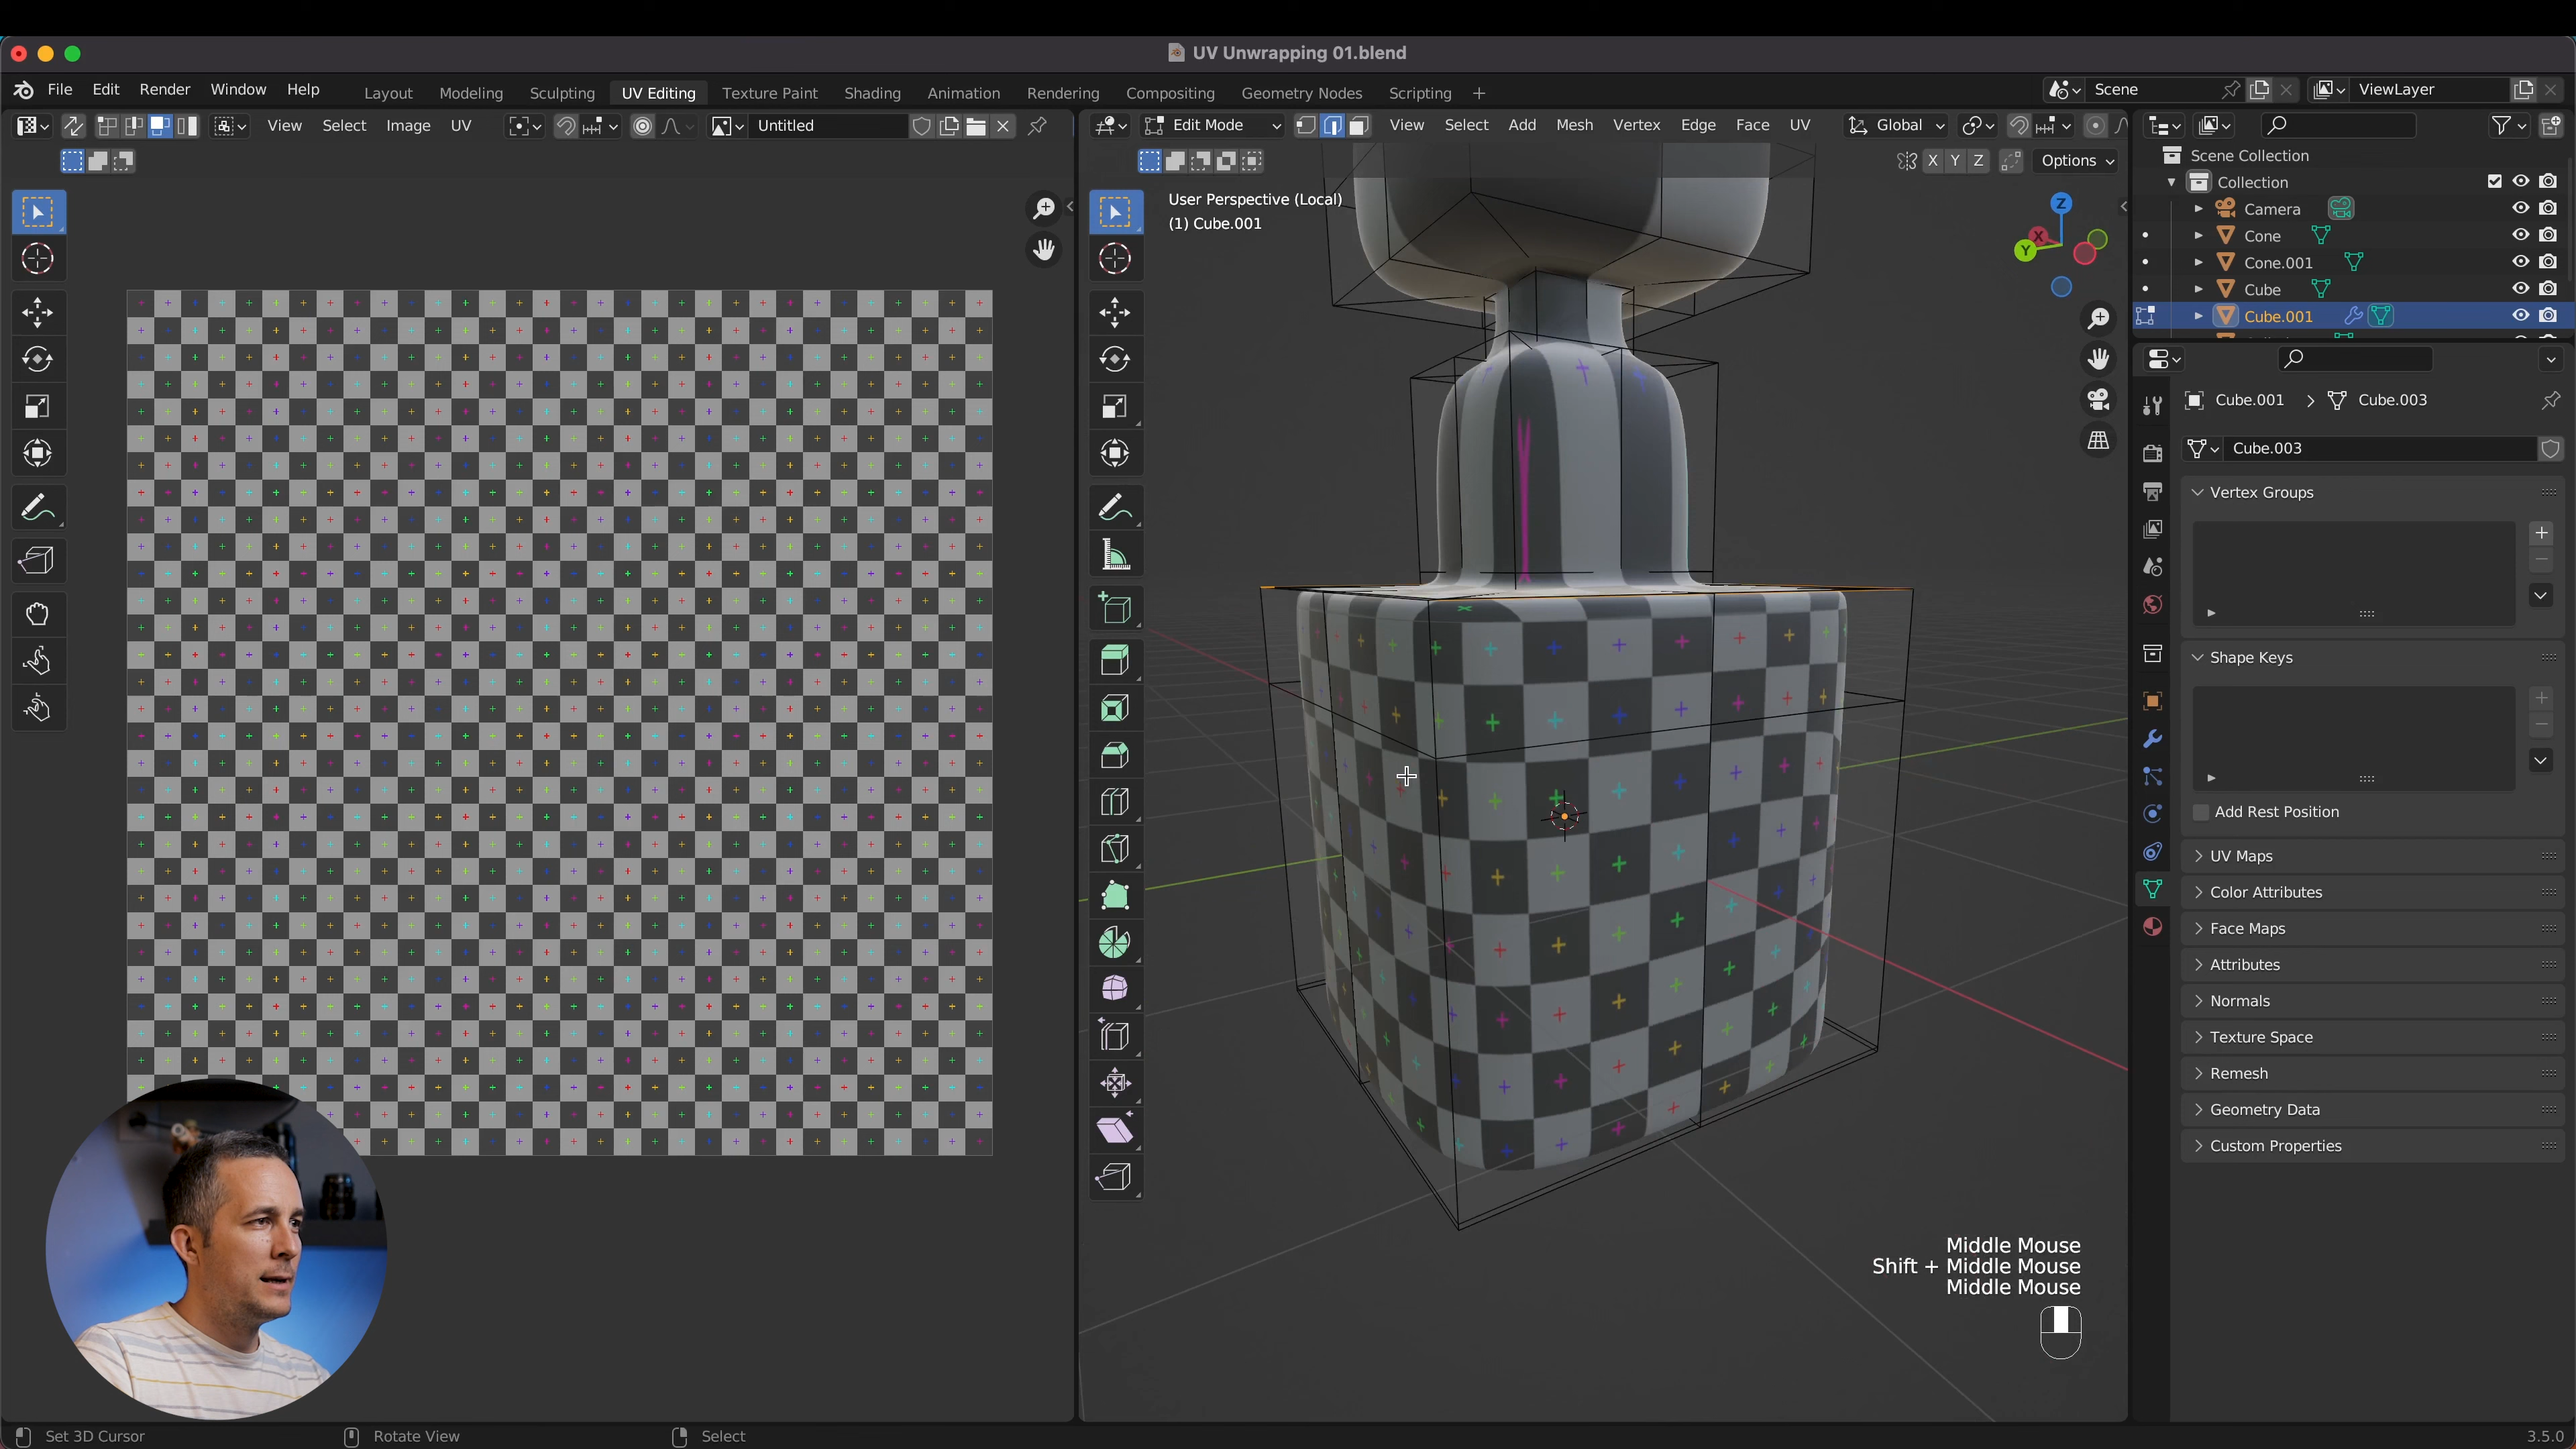 UV Unwrapping 01.blend
File Edit Render Window Help Layout Modeling Sculpting UV Editing Texture Paint Shading Animation Rendering Compositing Geometry Nodes Scripting + Scene ViewLayer
View Select Image UV Untitled Edit Mode View Select Add Mesh Vertex Edge Face UV Global
X Y Z Options
User Perspective (Local)
(1) Cube.001
Z
X
Y
Scene Collection
Collection
Camera
Cone
Cone.001
Cube
Cube.001
Cube.001 > Cube.003
Cube.003
Vertex Groups
Shape Keys
Add Rest Position
UV Maps
Color Attributes
Face Maps
Attributes
Normals
Texture Space
Remesh
Geometry Data
Custom Properties
Middle Mouse
Shift + Middle Mouse
Middle Mouse
Set 3D Cursor Rotate View Select 3.5.0